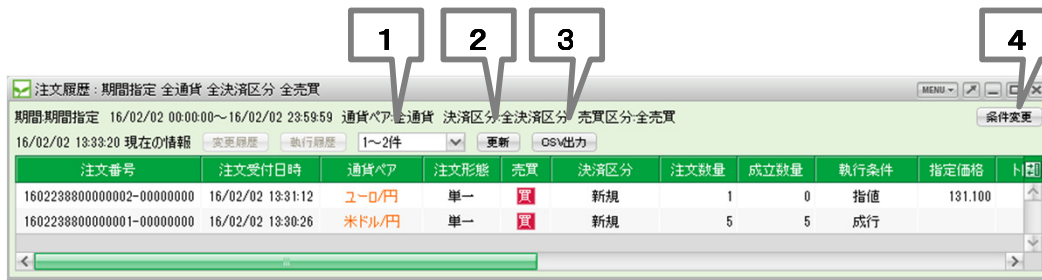 1 2 3 4
注文履歴 : 期間指定 全通貨 全決済区分 全売買 MENU
期間:期間指定 16/02/02 00:00:00～16/02/02 23:59:59 通貨ペア:全通貨 決済区分:全決済区分 売買区分:全売買 条件変更
16/02/02 13:33:20 現在の情報 変更履歴 執行履歴 1～2件 更新 CSV出力
注文番号 注文受付日時 通貨ペア 注文形態 売買 決済区分 注文数量 成立数量 執行条件 指定価格
1602238800000002-00000000 16/02/02 13:31:12 ユーロ/円 単一 買 新規 1 0 指値 131.100
1602238800000001-00000000 16/02/02 13:30:26 米ドル/円 単一 買 新規 5 5 成行